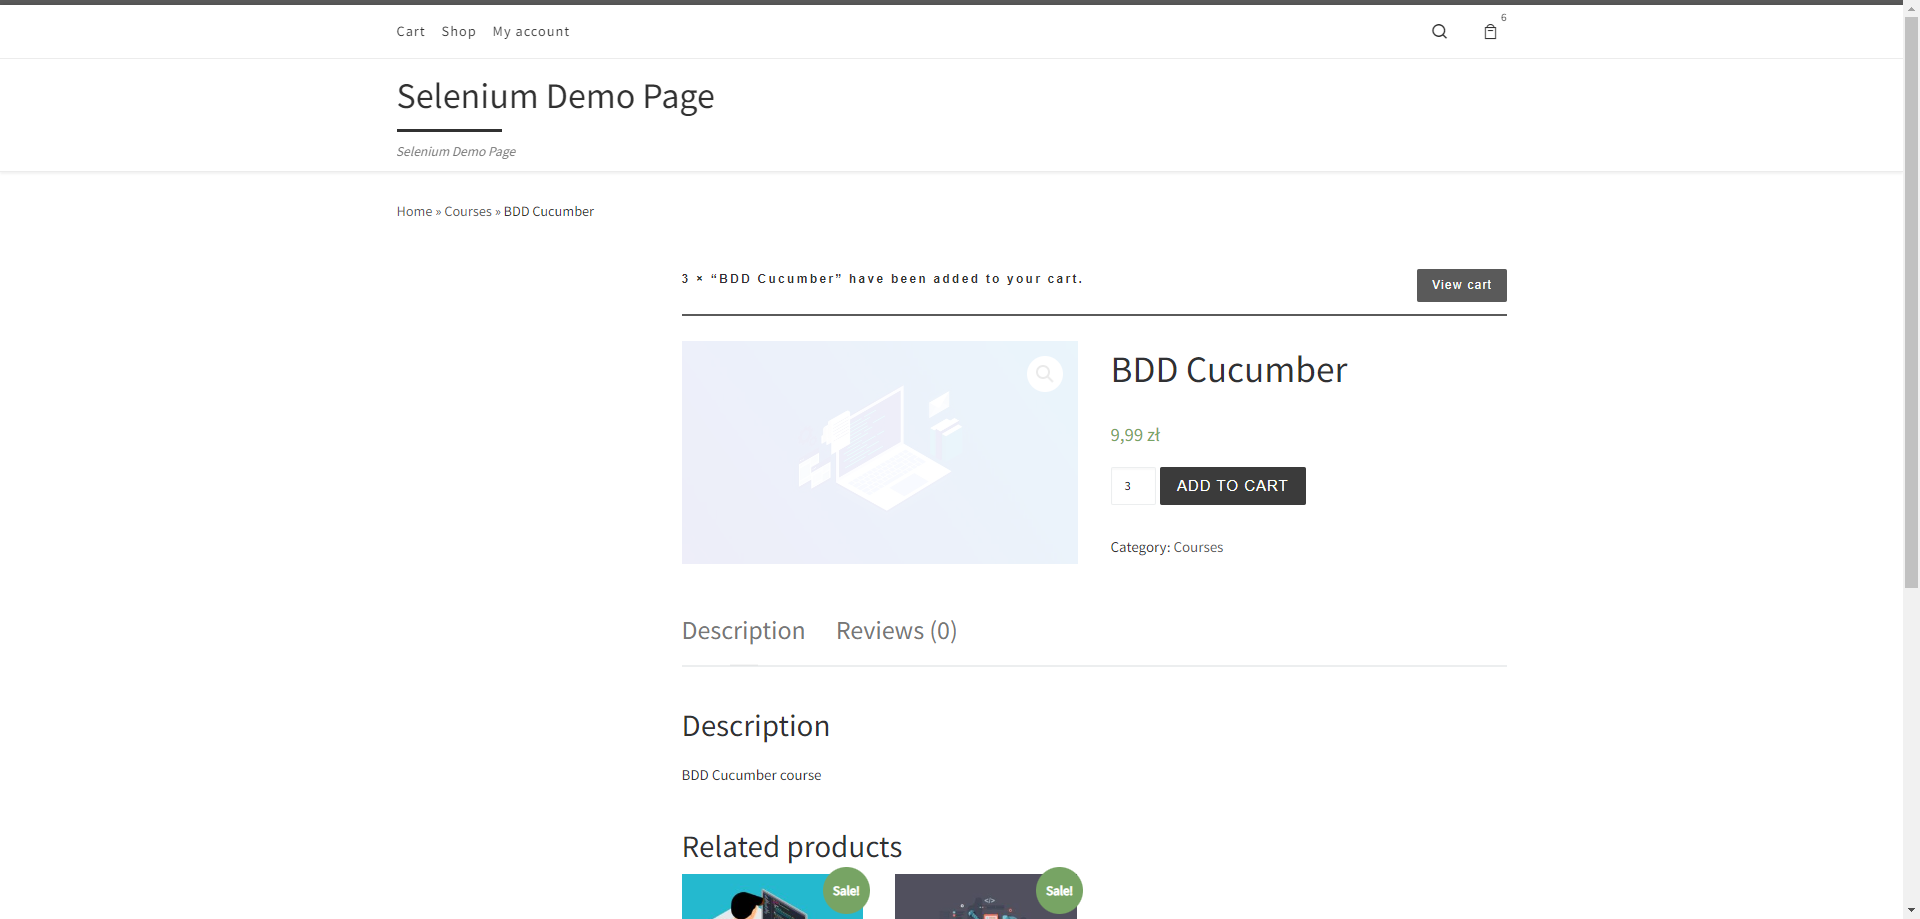 Cart Shop My account
6
Selenium Demo Page
Selenium Demo Page
Home » Courses » BDD Cucumber
3 × “BDD Cucumber” have been added to your cart.
View cart
BDD Cucumber
9,99 zł
3
ADD TO CART
Category: Courses
Description Reviews (0)
Description
BDD Cucumber course
Related products
Sale!
Sale!